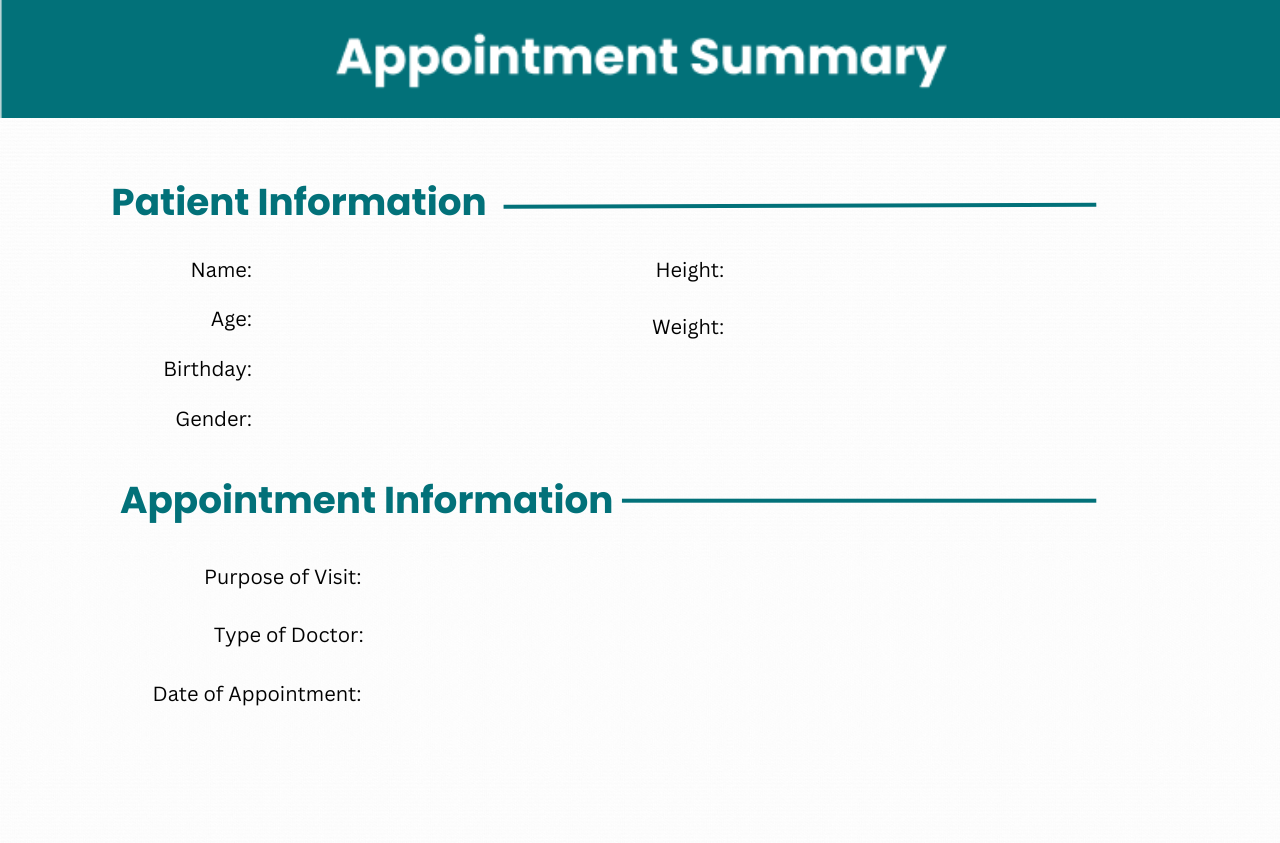 Appointment Summary
Patient Information
Name:
Height:
Age:
Weight:
Birthday:
Gender:
Appointment Information
Purpose of Visit:
Type of Doctor:
Date of Appointment: